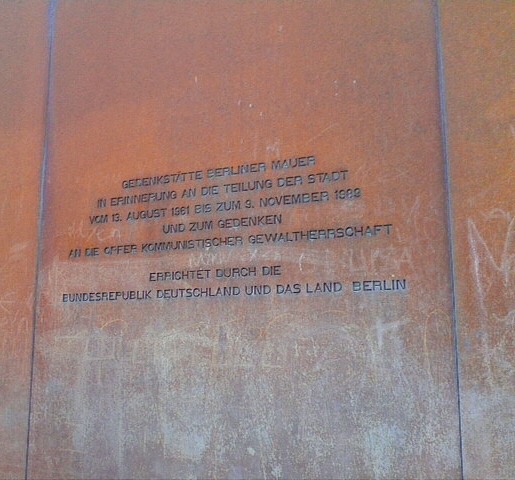 GEDENKSTÄTTE BERLINER MAUER
IN ERINNERUNG AN DIE TEILUNG DER STADT
VOM 13. AUGUST 1961 BIS ZUM 9. NOVEMBER 1989
UND ZUM GEDENKEN
AN DIE OPFER KOMMUNISTISCHER GEWALTHERRSCHAFT
ERRICHTET DURCH DIE
BUNDESREPUBLIK DEUTSCHLAND UND DAS LAND BERLIN